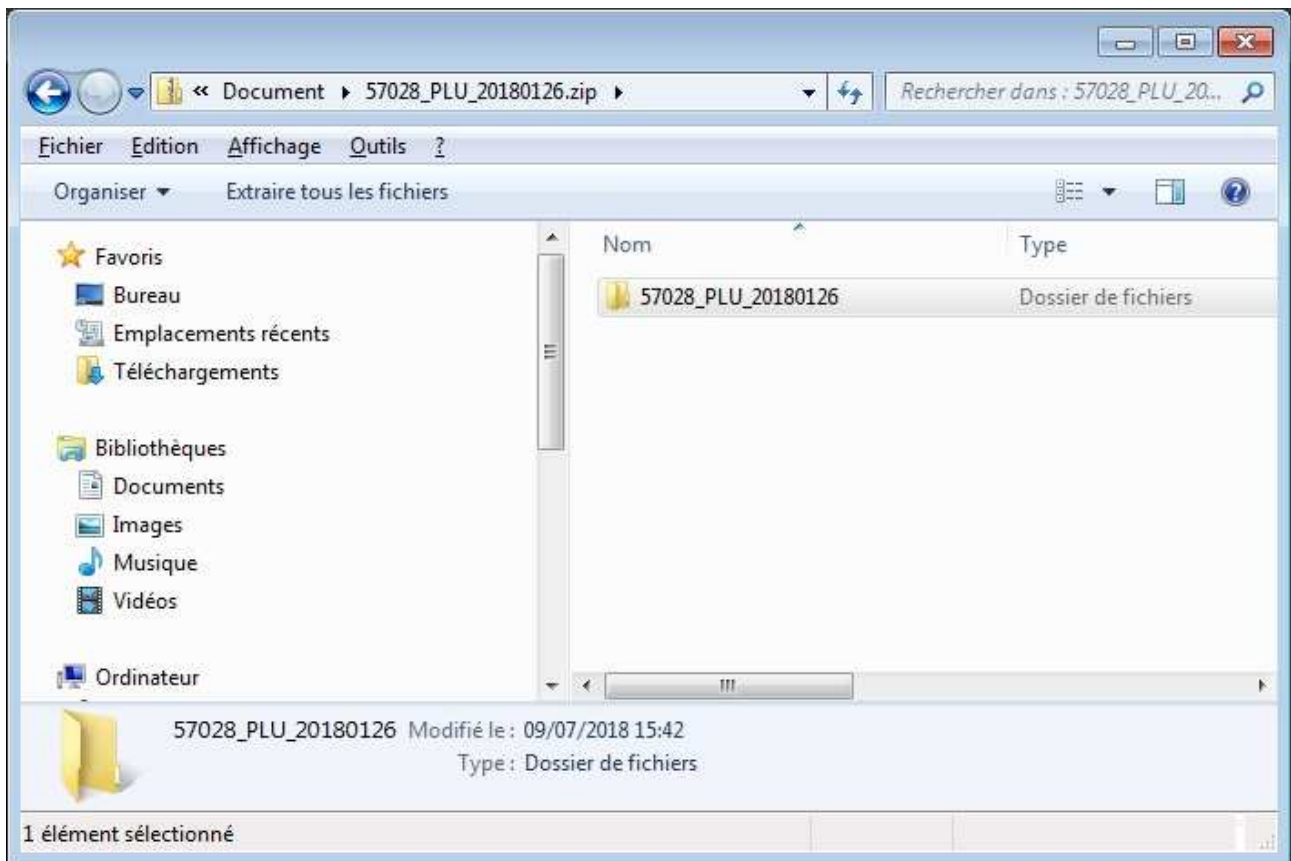 « Document 57028_PLU_20180126.zip Rechercher dans : 57028_PLU_20...
Fichier Edition Affichage Outils ?
Organiser Extraire tous les fichiers
Favoris
Bureau
Emplacements récents
Téléchargements
Bibliothèques
Documents
Images
Musique
Vidéos
Ordinateur
Nom Type
57028_PLU_20180126 Dossier de fichiers
57028_PLU_20180126 Modifié le : 09/07/2018 15:42
Type : Dossier de fichiers
1 élément sélectionné